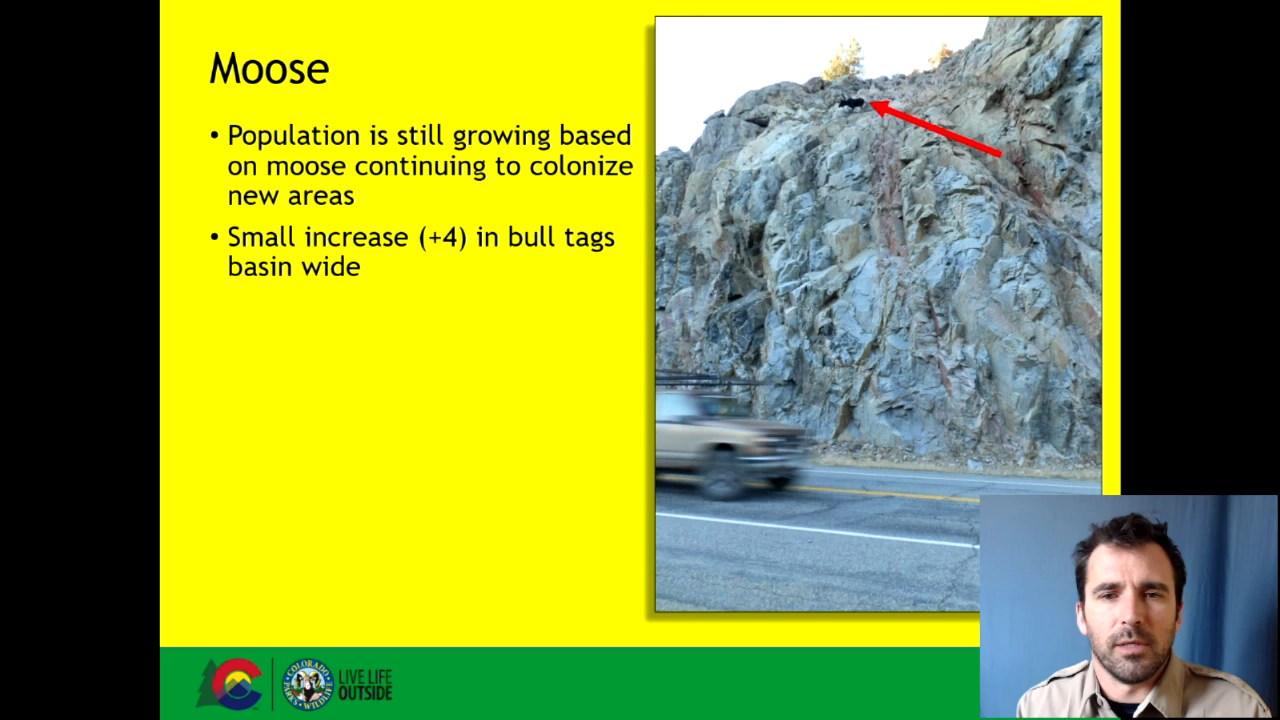 Moose
• Population is still growing based
on moose continuing to colonize
new areas
• Small increase (+4) in bull tags
basin wide
COLORADO
PARKS
WILDLIFE
LIVE LIFE
OUTSIDE